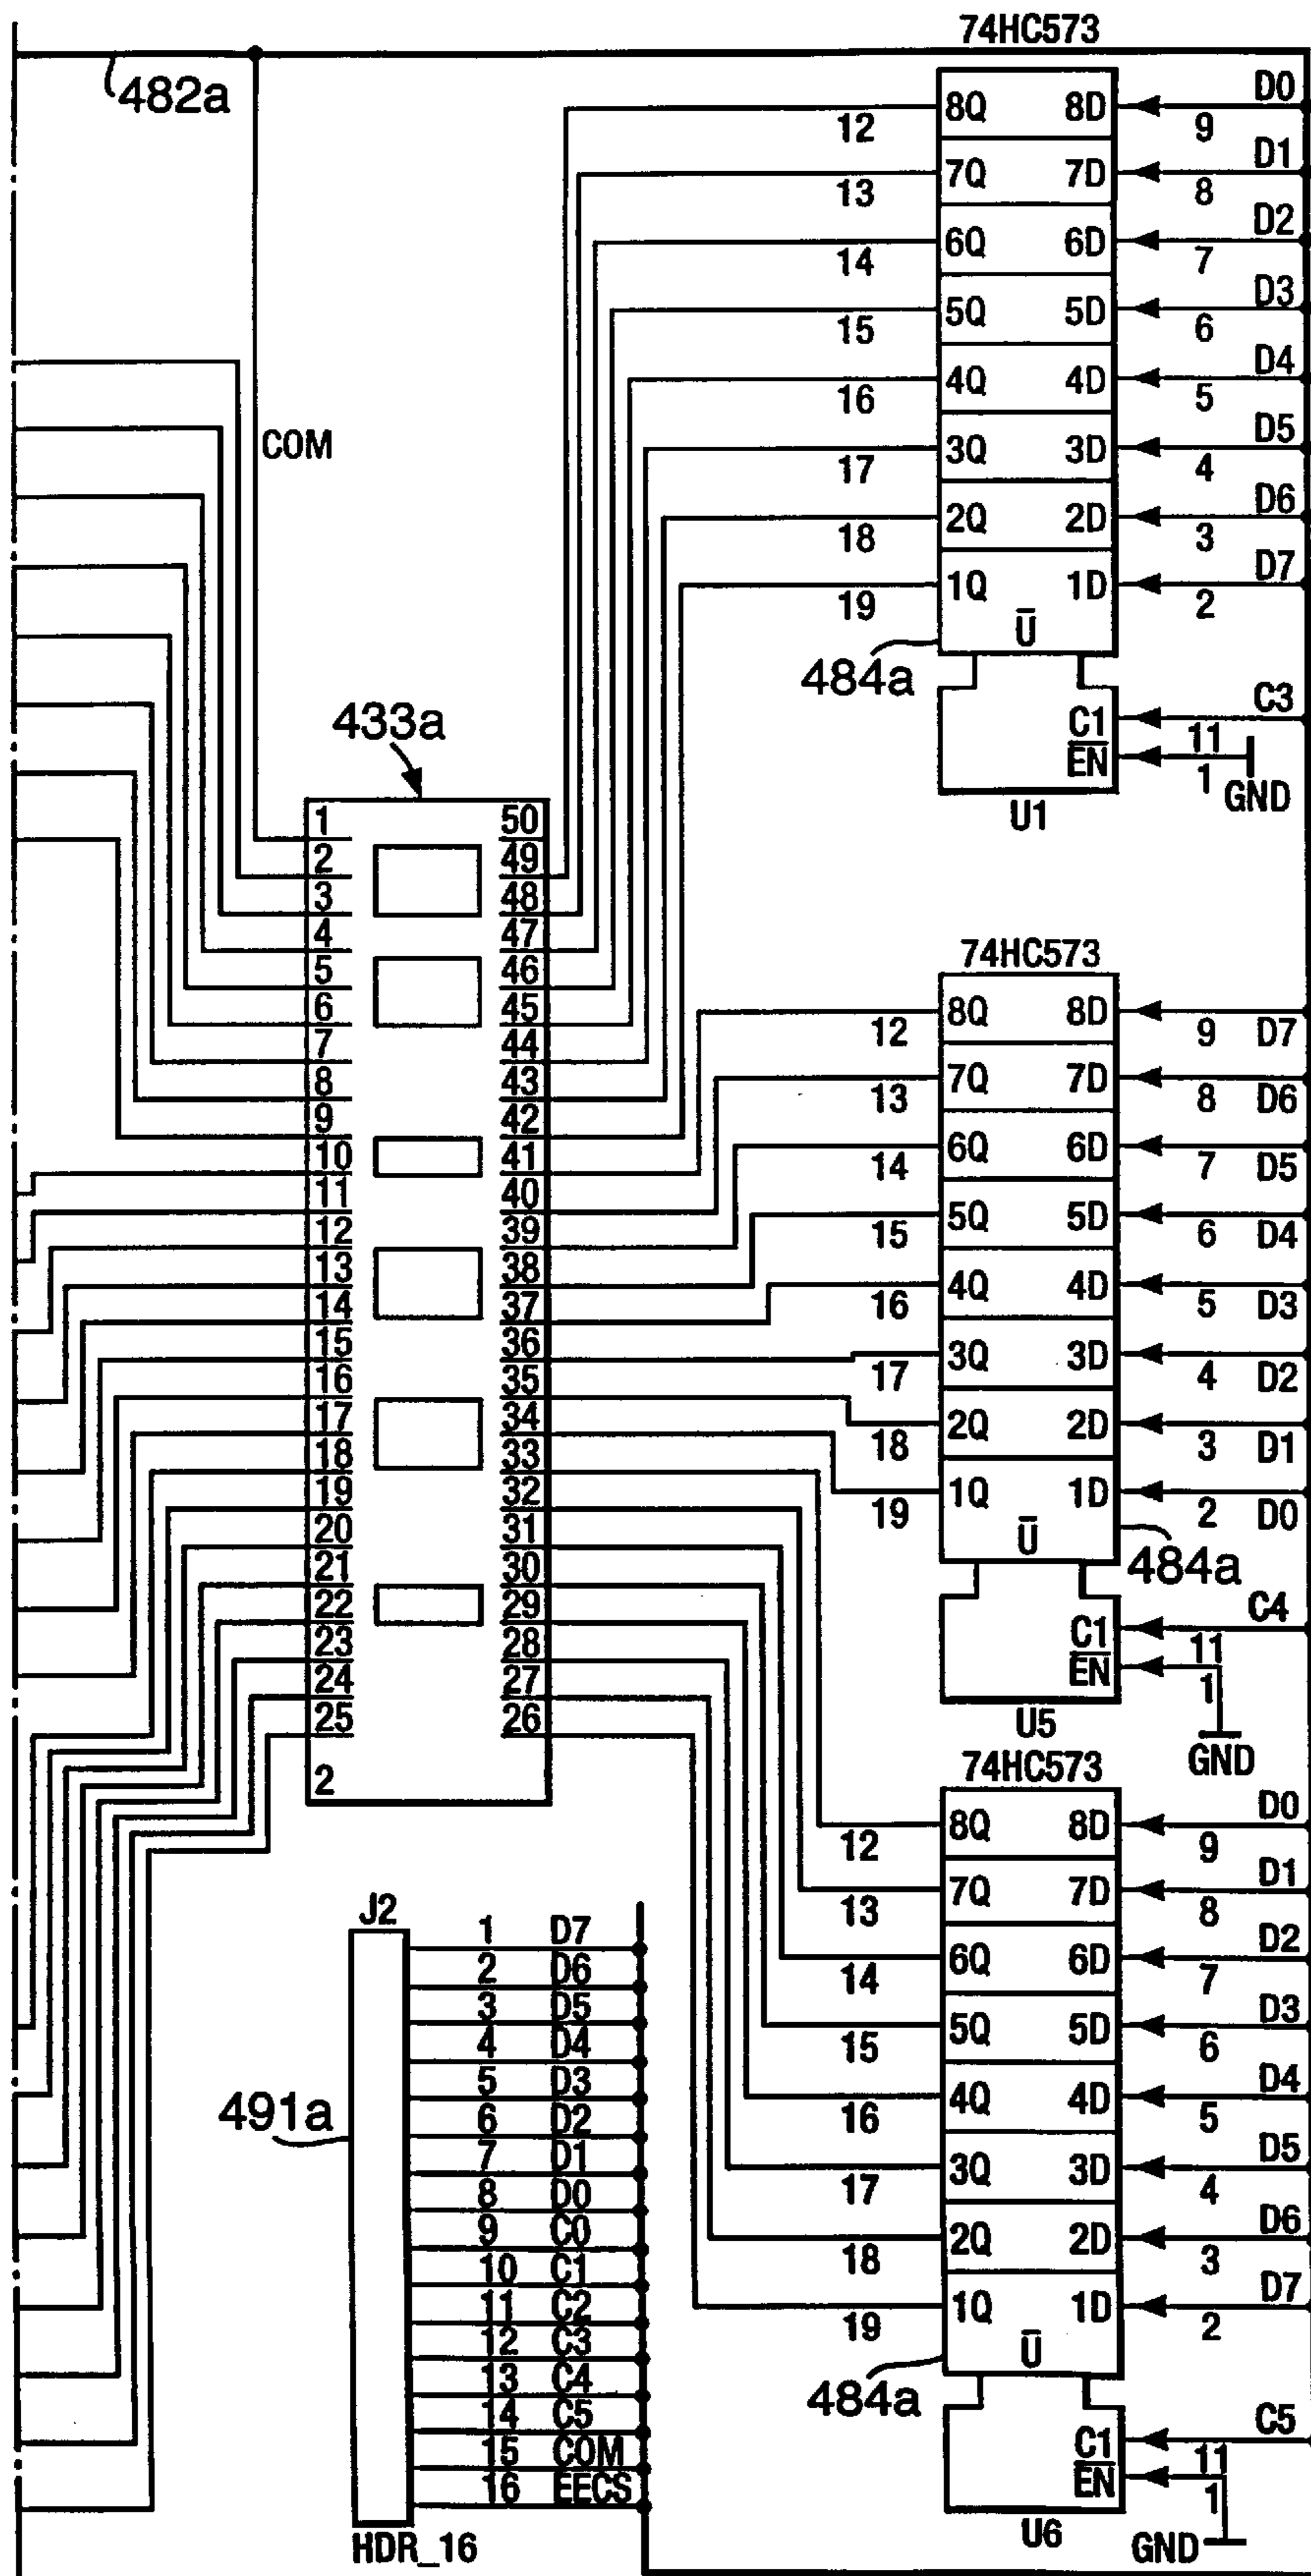 74HC573
482a
12 8Q 8D 9 D0
13 7Q 7D 8 D1
14 6Q 6D 7 D2
15 5Q 5D 6 D3
16 4Q 4D 5 D4
COM
17 3Q 3D 4 D5
18 2Q 2D 3 D6
19 1Q 1D 2 D7
U̅
484a
C1 11 C3
E̅N̅ 1 GND
U1
433a
1 50
2 49
3 48
4 47
5 46
6 45
7 44
8 43
9 42
10 41
11 40
12 39
13 38
14 37
15 36
16 35
17 34
18 33
19 32
20 31
21 30
22 29
23 28
24 27
25 26
2
74HC573
12 8Q 8D 9 D7
13 7Q 7D 8 D6
14 6Q 6D 7 D5
15 5Q 5D 6 D4
16 4Q 4D 5 D3
17 3Q 3D 4 D2
18 2Q 2D 3 D1
19 1Q 1D 2 D0
U̅
484a
C1 11 C4
E̅N̅ 1
U5
GND
74HC573
12 8Q 8D 9 D0
13 7Q 7D 8 D1
14 6Q 6D 7 D2
15 5Q 5D 6 D3
16 4Q 4D 5 D4
17 3Q 3D 4 D5
18 2Q 2D 3 D6
19 1Q 1D 2 D7
U̅
484a
C1 11 C5
E̅N̅ 1
U6
GND
J2
1 D7
2 D6
3 D5
4 D4
5 D3
6 D2
7 D1
8 D0
9 C0
10 C1
11 C2
12 C3
13 C4
14 C5
15 COM
16 EECS
491a
HDR_16